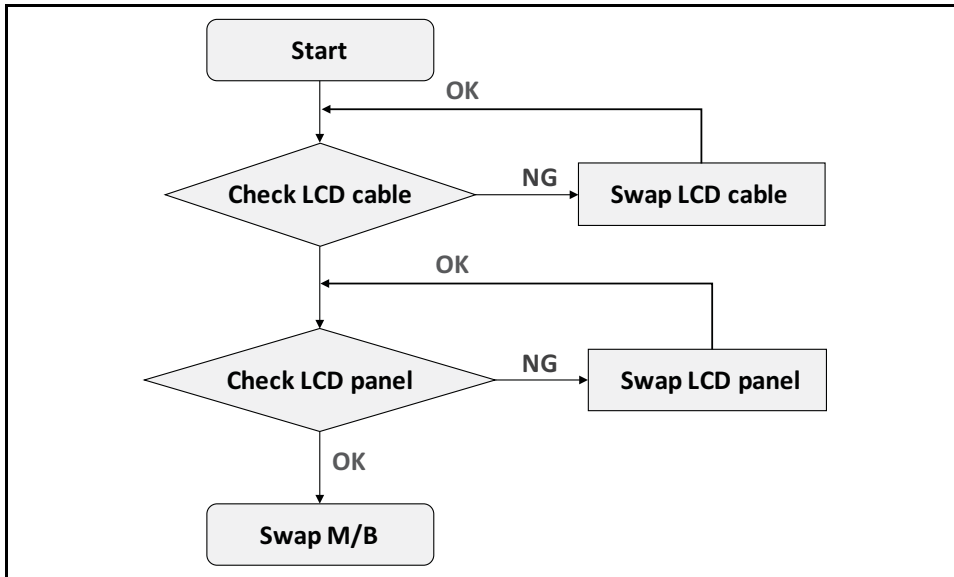 Start
OK
Check LCD cable
NG
Swap LCD cable
OK
Check LCD panel
NG
Swap LCD panel
OK
Swap M/B